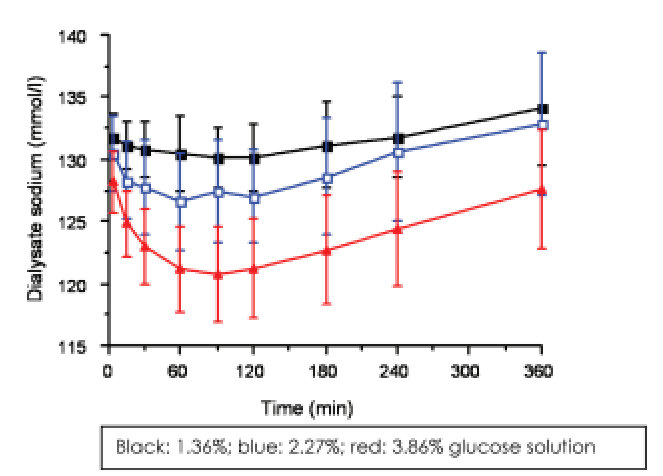 140
135
130
125
120
115
Dialysate sodium (mmol/l)
0 60 120 180 240 300 360
Time (min)
Black: 1.36%; blue: 2.27%; red: 3.86% glucose solution